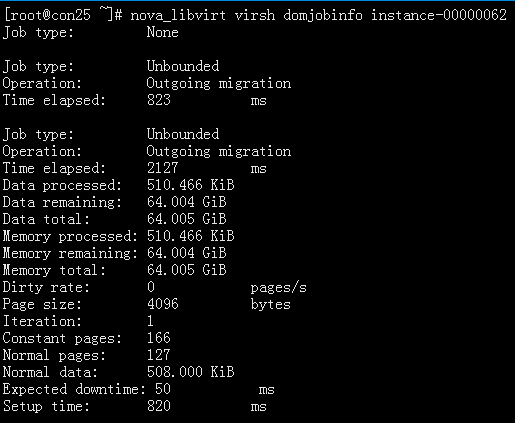 [root@con25 ~]# nova_libvirt virsh domjobinfo instance-00000062
Job type: None
Job type: Unbounded
Operation: Outgoing migration
Time elapsed: 823 ms
Job type: Unbounded
Operation: Outgoing migration
Time elapsed: 2127 ms
Data processed: 510.466 KiB
Data remaining: 64.004 GiB
Data total: 64.005 GiB
Memory processed: 510.466 KiB
Memory remaining: 64.004 GiB
Memory total: 64.005 GiB
Dirty rate: 0 pages/s
Page size: 4096 bytes
Iteration: 1
Constant pages: 166
Normal pages: 127
Normal data: 508.000 KiB
Expected downtime: 50 ms
Setup time: 820 ms